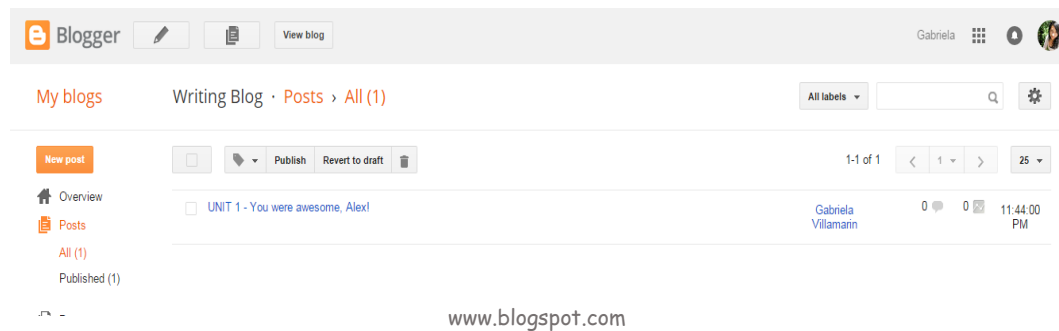 Blogger View blog Gabriela
My blogs Writing Blog · Posts › All (1) All labels
New post Publish Revert to draft 1-1 of 1 1 25
Overview
UNIT 1 - You were awesome, Alex! Gabriela Villamarin 0 0 11:44:00 PM
Posts
All (1)
Published (1)
www.blogspot.com